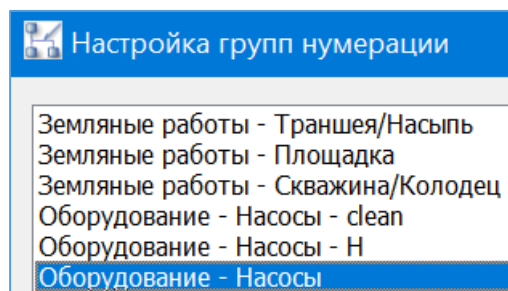 Настройка групп нумерации
Земляные работы - Траншея/Насыпь
Земляные работы - Площадка
Земляные работы - Скважина/Колодец
Оборудование - Насосы - clean
Оборудование - Насосы - Н
Оборудование - Насосы